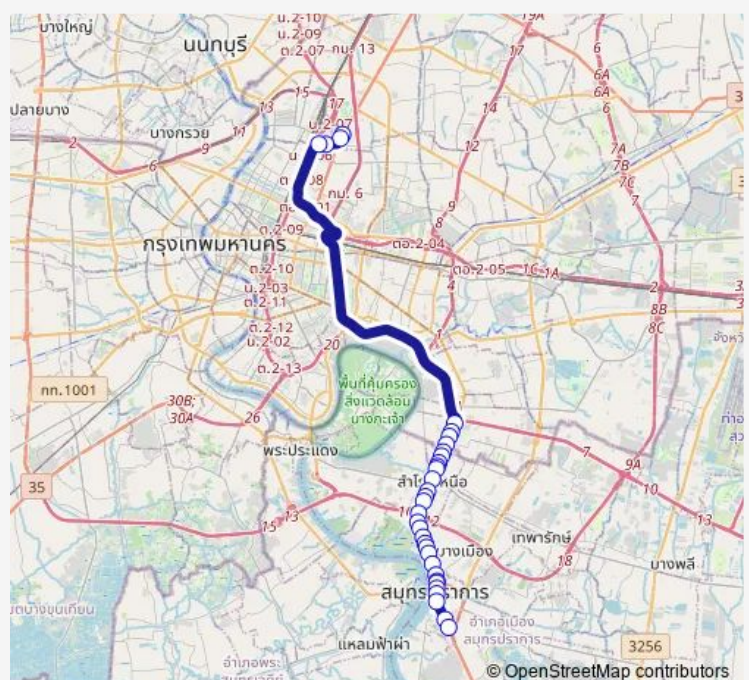 บางใหญ่
นนทบุรี
น.2-10
น.2-09
ต.2-07
กม. 13
19A
17
6
6A
6A
15
17
14
ปลายบาง
13
11
บางกรวย
2
6
9
น.2-07
12
7A
7B
7C
กม. 6
9
8
ต.2-09
ตอ.2-04
กรุงเทพมหานคร
ต.2-10
น.2-03
ต.2-11
ตอ.2-05
1C
1A
4
2
8B
8C
ต.2-12
น.2-02
20
1
ต.2-13
พื้นที่คุ้มครอง
สิ่งแวดล้อม
บางกะเจ้า
กท.1001
30B;
30A
26
พระประแดง
7
9A
10
35
15
13
12
เทพารักษ์
13
18
บางเมือง
บางพลี
สมุทรปราการ
อำเภอเมือง
สมุทรปราการ
แหลมฟ้าผ่า
3256
อำเภอพระ
© OpenStreetMap contributors